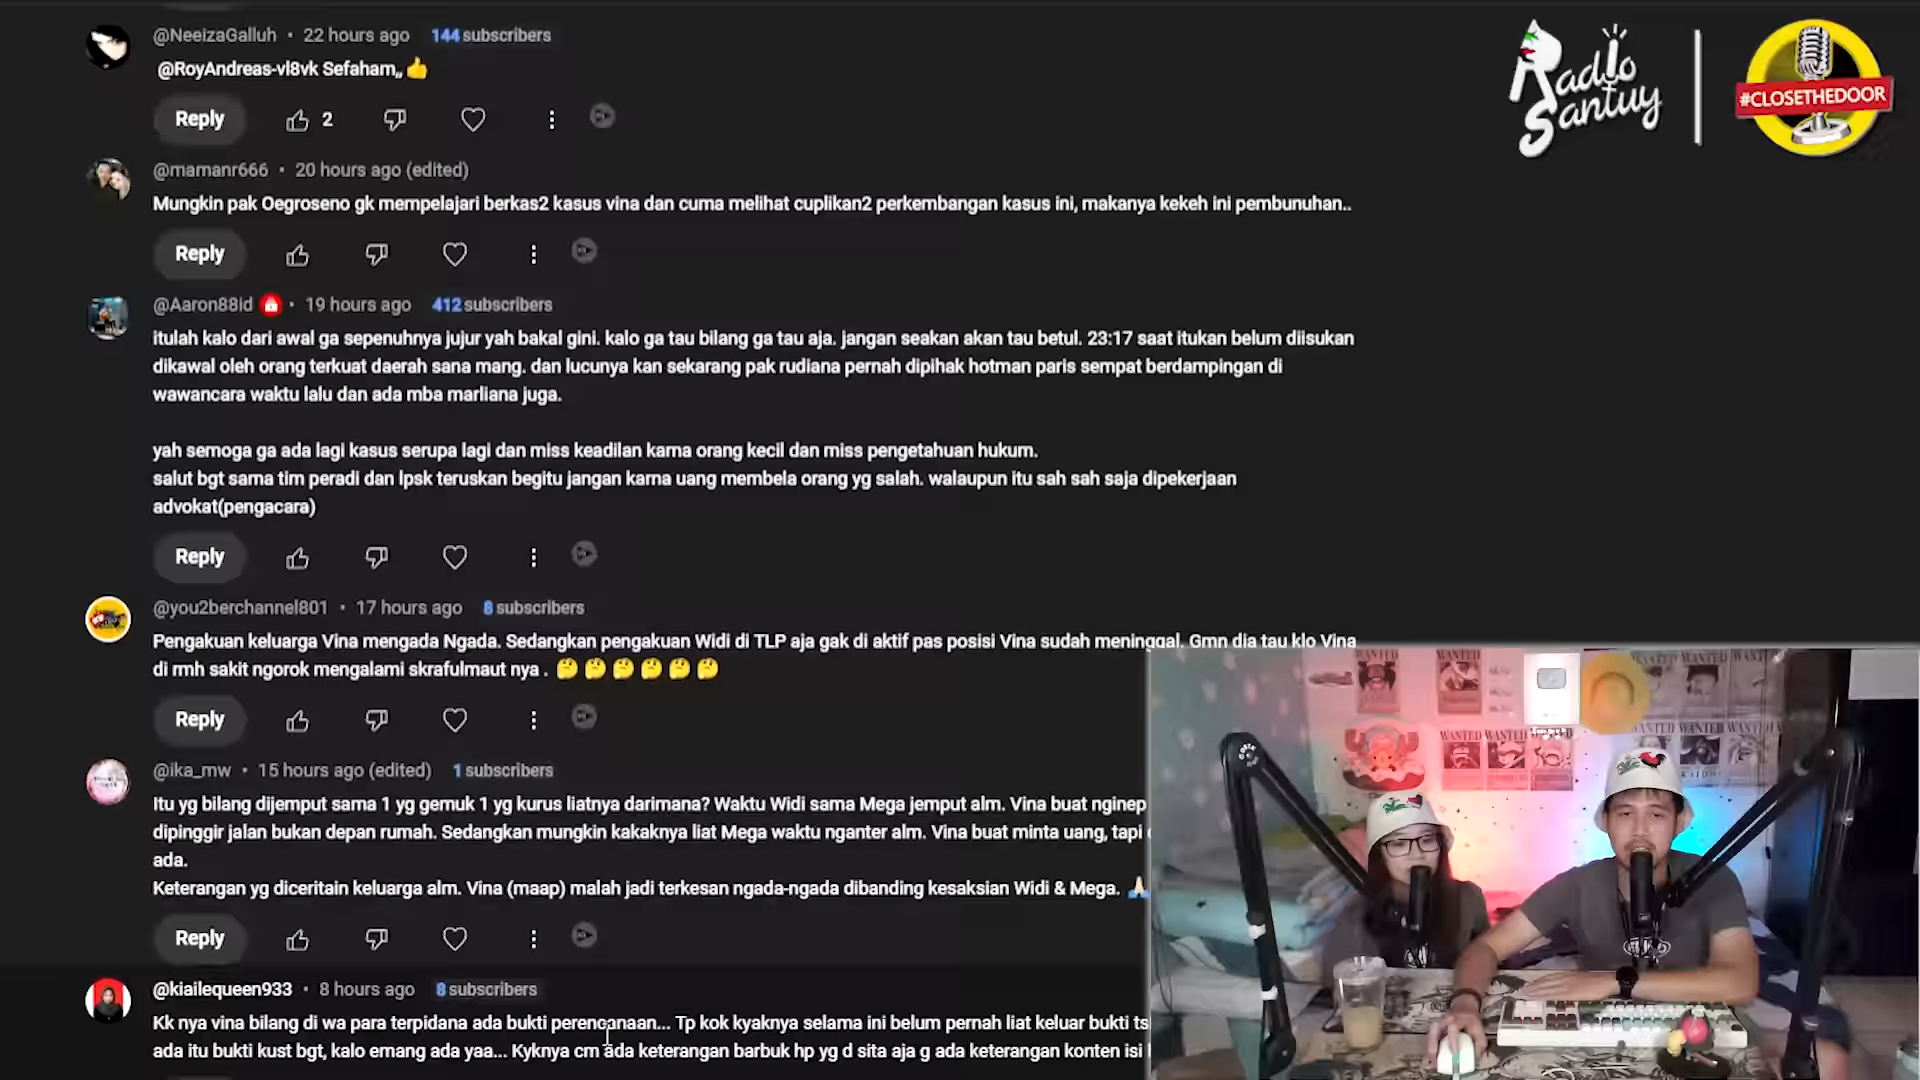 @NeeizaGalluh • 22 hours ago 144 subscribers
@RoyAndreas-vl8vk Sefaham,, 👍
Reply 2
@mamanr666 • 20 hours ago (edited)
Mungkin pak Oegroseno gk mempelajari berkas2 kasus vina dan cuma melihat cuplikan2 perkembangan kasus ini, makanya kekeh ini pembunuhan..
Reply
@Aaron88id • 19 hours ago 412 subscribers
itulah kalo dari awal ga sepenuhnya jujur yah bakal gini. kalo ga tau bilang ga tau aja. jangan seakan akan tau betul. 23:17 saat itukan belum diisukan
dikawal oleh orang terkuat daerah sana mang. dan lucunya kan sekarang pak rudiana pernah dipihak hotman paris sempat berdampingan di
wawancara waktu lalu dan ada mba marliana juga.
yah semoga ga ada lagi kasus serupa lagi dan miss keadilan karna orang kecil dan miss pengetahuan hukum.
salut bgt sama tim peradi dan lpsk teruskan begitu jangan karna uang membela orang yg salah. walaupun itu sah sah saja dipekerjaan
advokat(pengacara)
Reply
@you2berchannel801 • 17 hours ago 8 subscribers
Pengakuan keluarga Vina mengada Ngada. Sedangkan pengakuan Widi di TLP aja gak di aktif pas posisi Vina sudah meninggal. Gmn dia tau klo Vina
di rmh sakit ngorok mengalami skrafulmaut nya . 🤔 🤔 🤔 🤔 🤔 🤔
Reply
@ika_mw • 15 hours ago (edited) 1 subscribers
Itu yg bilang dijemput sama 1 yg gemuk 1 yg kurus liatnya darimana? Waktu Widi sama Mega jemput alm. Vina buat nginep
dipinggir jalan bukan depan rumah. Sedangkan mungkin kakaknya liat Mega waktu nganter alm. Vina buat minta uang, tapi
ada.
Keterangan yg diceritain keluarga alm. Vina (maap) malah jadi terkesan ngada-ngada dibanding kesaksian Widi & Mega. 🙏🏻
Reply
@kiailequeen933 • 8 hours ago 8 subscribers
Kk nya vina bilang di wa para terpidana ada bukti perencanaan... Tp kok kyaknya selama ini belum pernah liat keluar bukti
ada itu bukti kust bgt, kalo emang ada yaa... Kyknya cm ada keterangan barbuk hp yg d sita aja g ada keterangan konten isi
Radio
Santuy
#CLOSETHEDOOR
WANTED WANTED WANTED